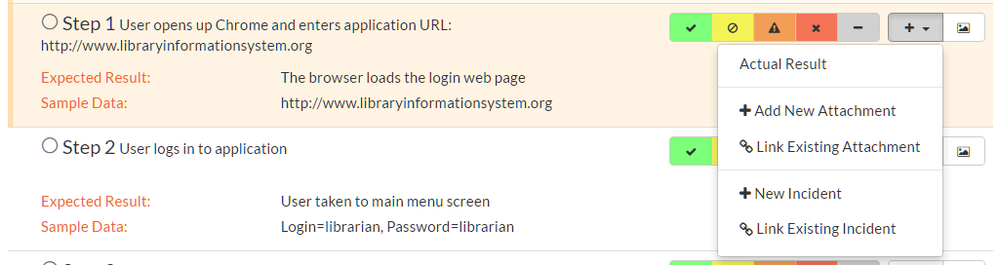 Step 1 User opens up Chrome and enters application URL:
http://www.libraryinformationsystem.org
Expected Result: The browser loads the login web page
Sample Data: http://www.libraryinformationsystem.org
Actual Result
Add New Attachment
Link Existing Attachment
New Incident
Link Existing Incident
Step 2 User logs in to application
Expected Result: User taken to main menu screen
Sample Data: Login=librarian, Password=librarian